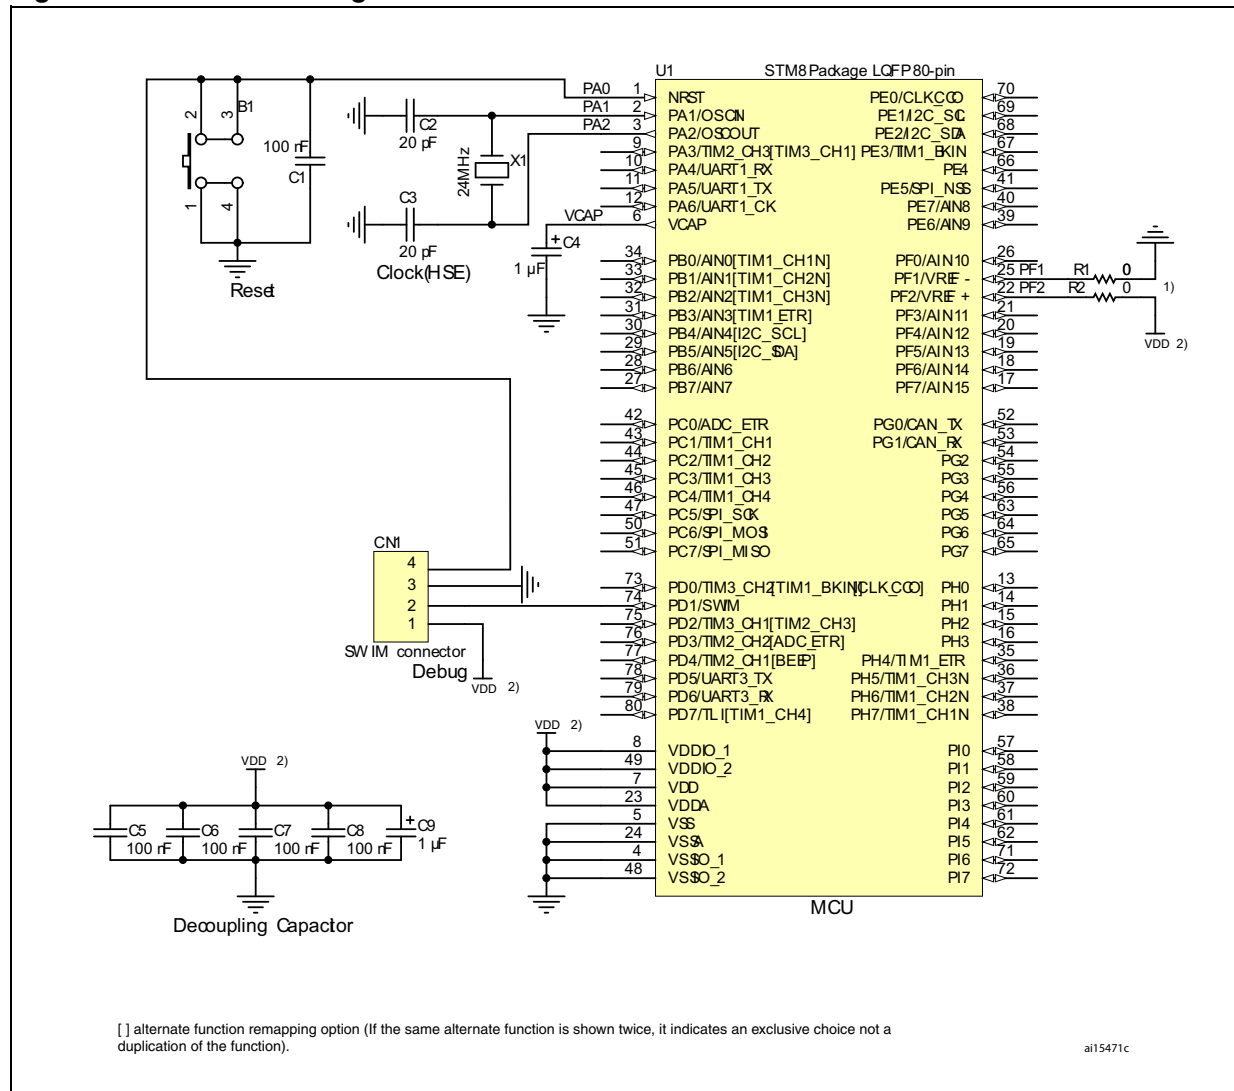 U1
STM8 Package LQFP80-pin
PA0 1 NRST
PA1 2 PA1/OSCIN
PA2 3 PA2/OSCOUT
9 PA3/TIM2_CH3[TIM3_CH1]
10 PA4/UART1_RX
11 PA5/UART1_TX
12 PA6/UART1_CK
VCAP 6 VCAP
34 PB0/AIN0[TIM1_CH1N]
33 PB1/AIN1[TIM1_CH2N]
32 PB2/AIN2[TIM1_CH3N]
31 PB3/AIN3[TIM1_ETR]
30 PB4/AIN4[I2C_SCL]
29 PB5/AIN5[I2C_SDA]
28 PB6/AIN6
27 PB7/AIN7
42 PC0/ADC_ETR
43 PC1/TIM1_CH1
44 PC2/TIM1_CH2
45 PC3/TIM1_CH3
46 PC4/TIM1_CH4
47 PC5/SPI_SCK
50 PC6/SPI_MOSI
51 PC7/SPI_MISO
73 PD0/TIM3_CH2[TIM1_BKIN][CLK_CCO]
74 PD1/SWIM
75 PD2/TIM3_CH1[TIM2_CH3]
76 PD3/TIM2_CH2[ADC_ETR]
77 PD4/TIM2_CH1[BEEP]
78 PD5/UART3_TX
79 PD6/UART3_RX
80 PD7/TLI[TIM1_CH4]
8 VDDIO_1
49 VDDIO_2
7 VDD
23 VDDA
5 VSS
24 VSSA
4 VSSIO_1
48 VSSIO_2
PE0/CLK_CCO 70
PE1/I2C_SCL 69
PE2/I2C_SDA 68
PE3/TIM1_BKIN 67
PE4 66
PE5/SPI_NSS 41
PE7/AIN8 40
PE6/AIN9 39
PF0/AIN10 26
PF1/VREF - 25 PF1 R1 0
PF2/VREF + 22 PF2 R2 0
1)
VDD 2)
PF3/AIN11 21
PF4/AIN12 20
PF5/AIN13 19
PF6/AIN14 18
PF7/AIN15 17
PG0/CAN_TX 52
PG1/CAN_RX 53
PG2 54
PG3 55
PG4 56
PG5 63
PG6 64
PG7 65
PH0 13
PH1 14
PH2 15
PH3 16
PH4/TIM1_ETR 35
PH5/TIM1_CH3N 36
PH6/TIM1_CH2N 37
PH7/TIM1_CH1N 38
PI0 57
PI1 58
PI2 59
PI3 60
PI4 61
PI5 62
PI6 71
PI7 72
MCU
2 3 B1
1 4
100 nF
C1
Reset
C2
20 pF
24MHz
X1
C3
20 pF
Clock(HSE)
+ C4
1 µF
CN1
4
3
2
1
SWIM connector
Debug
VDD 2)
VDD 2)
VDD 2)
C5 C6 C7 C8 + C9
100 nF 100 nF 100 nF 100 nF 1 µF
Decoupling Capactor
[ ] alternate function remapping option (If the same alternate function is shown twice, it indicates an exclusive choice not a
duplication of the function).
ai15471c